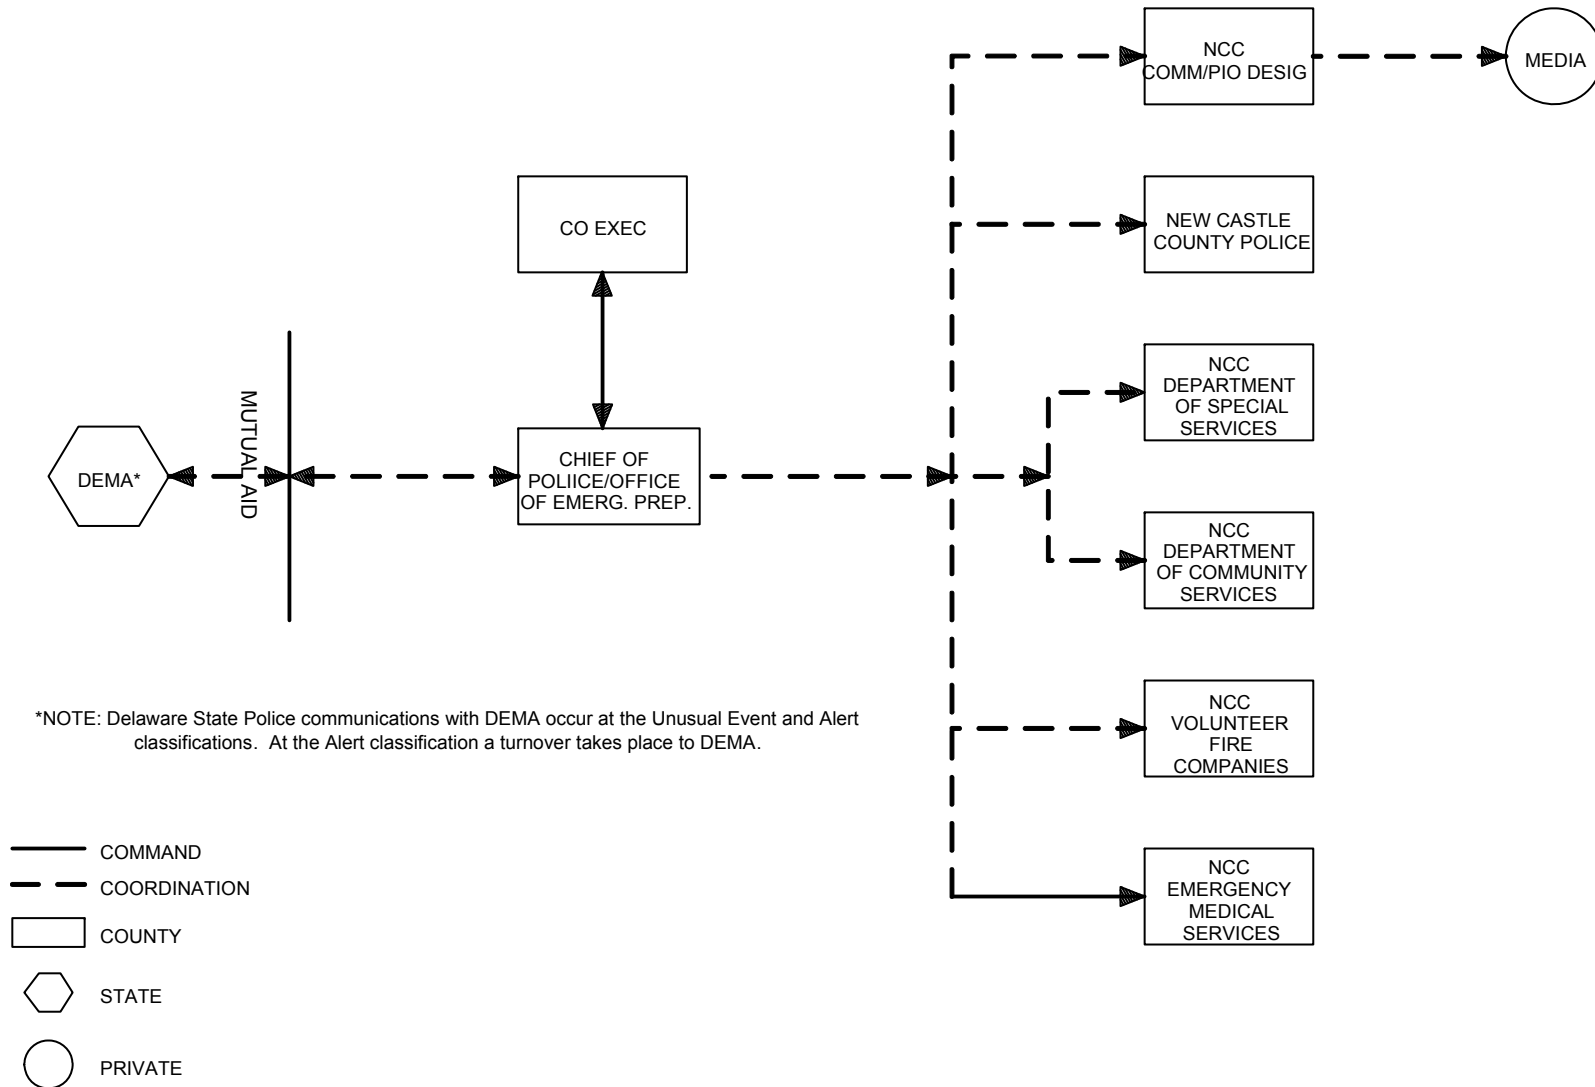 NCC
COMM/PIO DESIG
MEDIA
CO EXEC
NEW CASTLE
COUNTY POLICE
MUTUAL AID
DEMA*
CHIEF OF
POLIICE/OFFICE
OF EMERG. PREP.
NCC
DEPARTMENT
OF SPECIAL
SERVICES
NCC
DEPARTMENT
OF COMMUNITY
SERVICES
NCC
VOLUNTEER
FIRE
COMPANIES
NCC
EMERGENCY
MEDICAL
SERVICES
*NOTE: Delaware State Police communications with DEMA occur at the Unusual Event and Alert
classifications.  At the Alert classification a turnover takes place to DEMA.
COMMAND
COORDINATION
COUNTY
STATE
PRIVATE